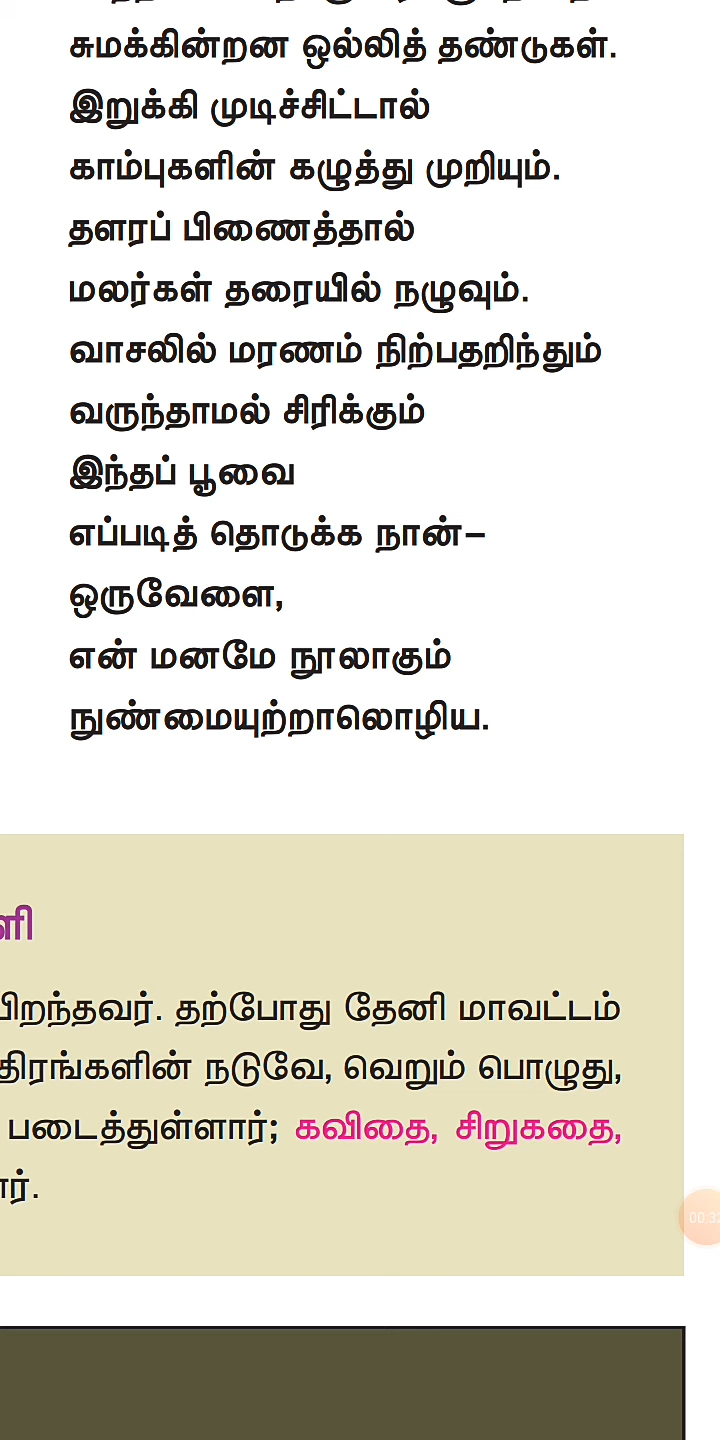 சுமக்கின்றன ஒல்லித் தண்டுகள்.
இறுக்கி முடிச்சிட்டால்
காம்புகளின் கழுத்து முறியும்.
தளரப் பிணைத்தால்
மலர்கள் தரையில் நழுவும்.
வாசலில் மரணம் நிற்பதறிந்தும்
வருந்தாமல் சிரிக்கும்
இந்தப் பூவை
எப்படித் தொடுக்க நான்–
ஒருவேளை,
என் மனமே நூலாகும்
நுண்மையுற்றாலொழிய.
ளி
பிறந்தவர். தற்போது தேனி மாவட்டம்
திரங்களின் நடுவே, வெறும் பொழுது,
படைத்துள்ளார்; கவிதை, சிறுகதை,
ார்.